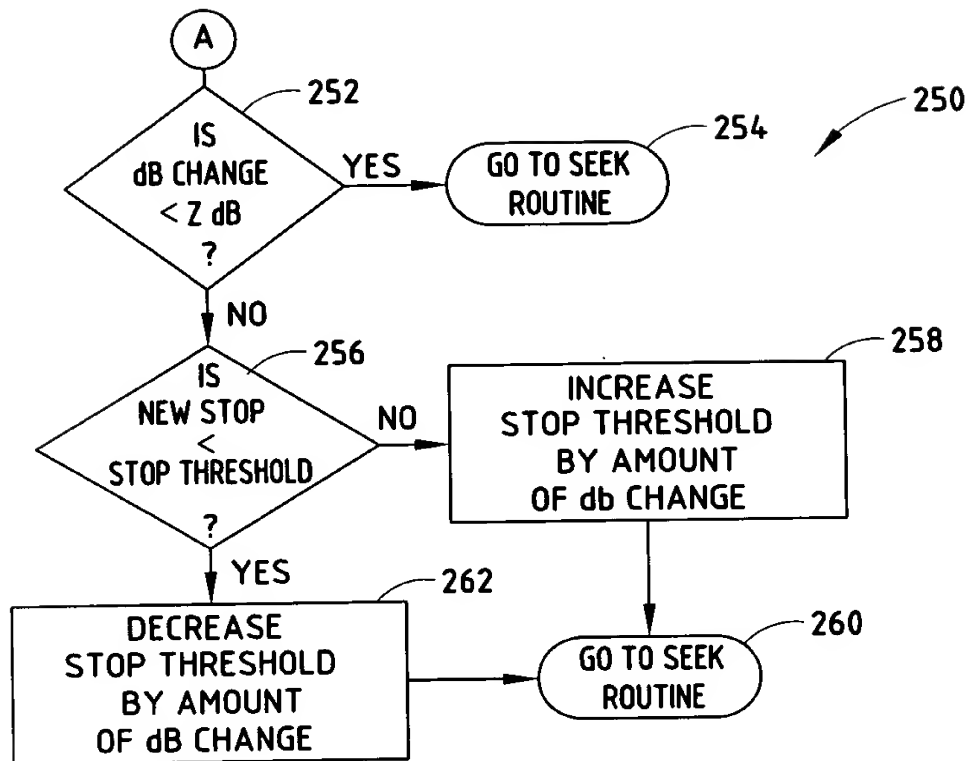 A
252
IS
dB CHANGE
< Z dB
?
YES
GO TO SEEK
ROUTINE
254
250
NO
256
IS
NEW STOP
<
STOP THRESHOLD
?
NO
258
INCREASE
STOP THRESHOLD
BY AMOUNT
OF db CHANGE
YES
262
DECREASE
STOP THRESHOLD
BY AMOUNT
OF dB CHANGE
260
GO TO SEEK
ROUTINE